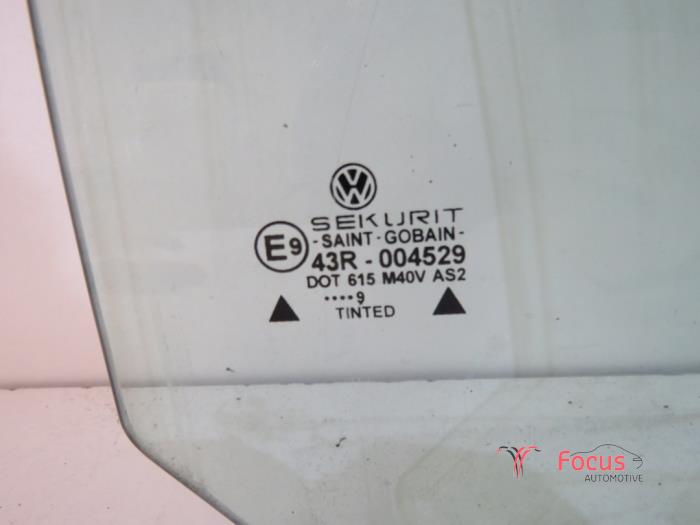 SEKURIT
E9
- SAINT - GOBAIN -
43R - 004529
DOT 615 M40V AS2
....9
TINTED
Focus
AUTOMOTIVE